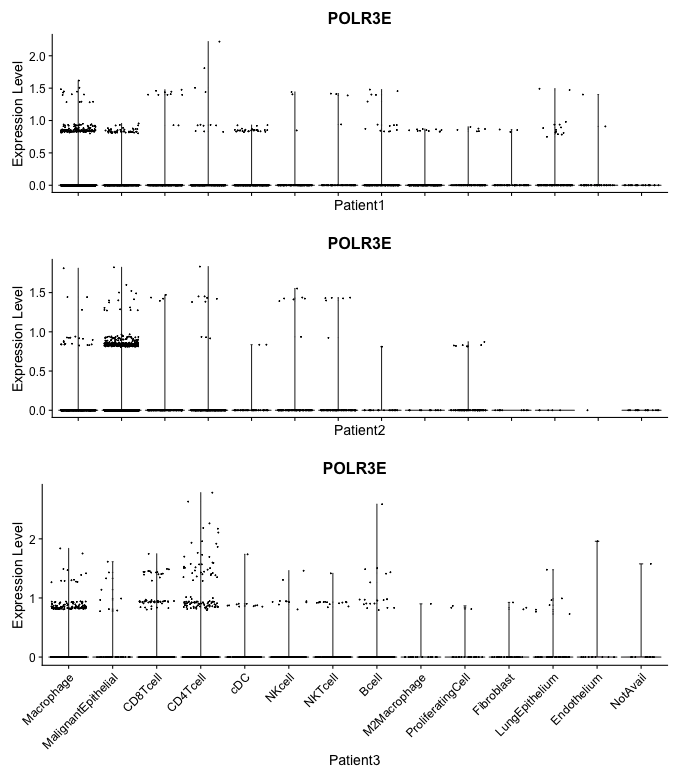 POLR3E
Expression Level
2.0
1.5
1.0
0.5
0.0
Patient1
POLR3E
Expression Level
1.5
1.0
0.5
0.0
Patient2
POLR3E
Expression Level
2
1
0
Macrophage
MalignantEpithelial
CD8Tcell
CD4Tcell
cDC
NKcell
NKTcell
Bcell
M2Macrophage
ProliferatingCell
Fibroblast
LungEpithelium
Endothelium
NotAvail
Patient3